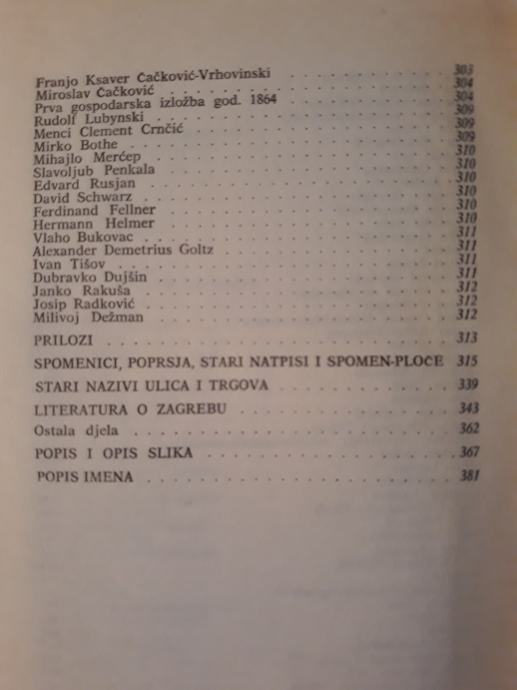 Franjo Ksaver Čačković-Vrhovinski . . . . . . . . . . . 303
Miroslav Čačković . . . . . . . . . . . . . . . . . . 304
Prva gospodarska izložba god. 1864 . . . . . . . . . . 304
Rudolf Lubynski . . . . . . . . . . . . . . . . . . . 309
Menci Clement Crnčić . . . . . . . . . . . . . . . . . 309
Mirko Bothe . . . . . . . . . . . . . . . . . . . . . 309
Mihajlo Merćep . . . . . . . . . . . . . . . . . . . . 310
Slavoljub Penkala . . . . . . . . . . . . . . . . . . 310
Edvard Rusjan . . . . . . . . . . . . . . . . . . . . 310
David Schwarz . . . . . . . . . . . . . . . . . . . . 310
Ferdinand Fellner . . . . . . . . . . . . . . . . . . 310
Hermann Helmer . . . . . . . . . . . . . . . . . . . . 310
Vlaho Bukovac . . . . . . . . . . . . . . . . . . . . 311
Alexander Demetrius Goltz . . . . . . . . . . . . . . 311
Ivan Tišov . . . . . . . . . . . . . . . . . . . . . . 311
Dubravko Dujšin . . . . . . . . . . . . . . . . . . . 311
Janko Rakuša . . . . . . . . . . . . . . . . . . . . . 312
Josip Radković . . . . . . . . . . . . . . . . . . . . 312
Milivoj Dežman . . . . . . . . . . . . . . . . . . . . 312
PRILOZI . . . . . . . . . . . . . . . . . . . . . . . 313
SPOMENICI, POPRSJA, STARI NATPISI I SPOMEN-PLOČE 315
STARI NAZIVI ULICA I TRGOVA . . . . . . . . . . . . . 339
LITERATURA O ZAGREBU . . . . . . . . . . . . . . . . . 343
Ostala djela . . . . . . . . . . . . . . . . . . . . . 362
POPIS I OPIS SLIKA . . . . . . . . . . . . . . . . . . 367
POPIS IMENA . . . . . . . . . . . . . . . . . . . . . 381